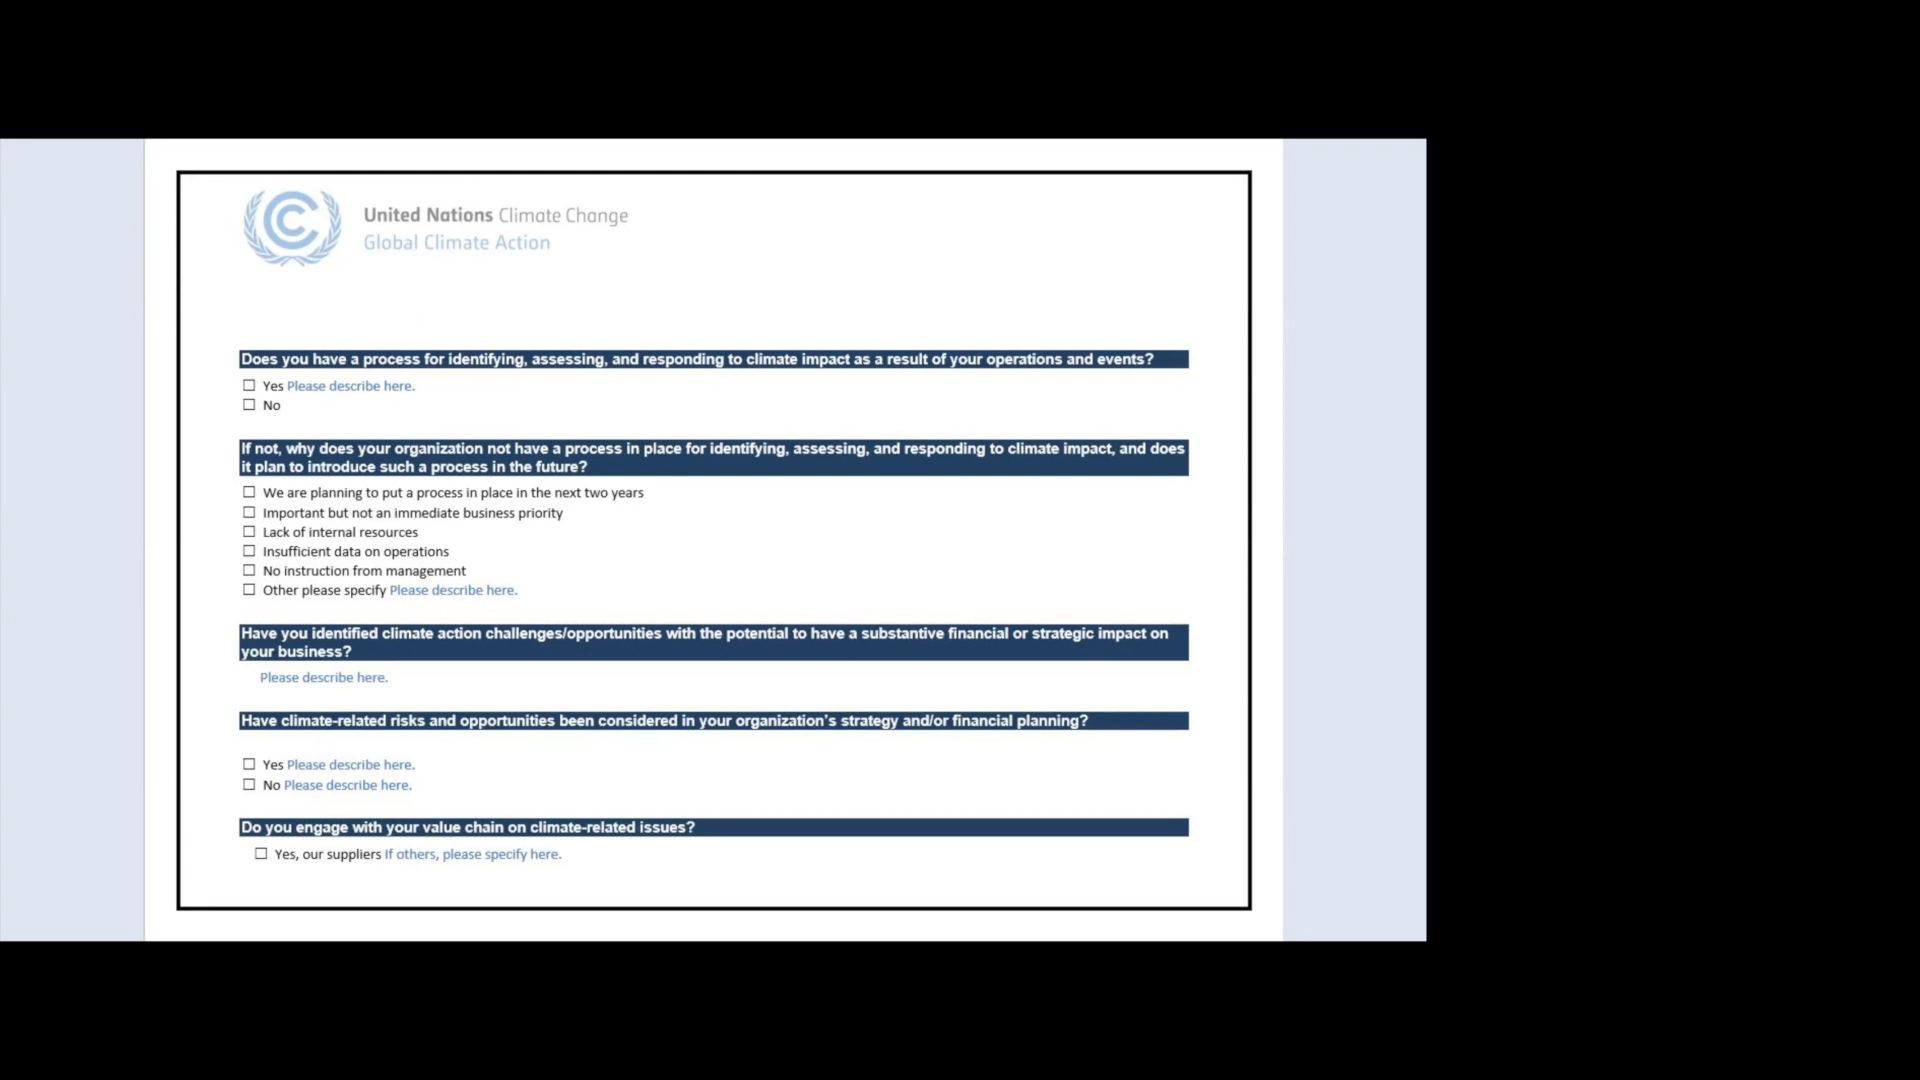 United Nations Climate Change
Global Climate Action
Does you have a process for identifying, assessing, and responding to climate impact as a result of your operations and events?
☐ Yes Please describe here.
☐ No
If not, why does your organization not have a process in place for identifying, assessing, and responding to climate impact, and does
it plan to introduce such a process in the future?
☐ We are planning to put a process in place in the next two years
☐ Important but not an immediate business priority
☐ Lack of internal resources
☐ Insufficient data on operations
☐ No instruction from management
☐ Other please specify Please describe here.
Have you identified climate action challenges/opportunities with the potential to have a substantive financial or strategic impact on
your business?
Please describe here.
Have climate-related risks and opportunities been considered in your organization's strategy and/or financial planning?
☐ Yes Please describe here.
☐ No Please describe here.
Do you engage with your value chain on climate-related issues?
☐ Yes, our suppliers If others, please specify here.